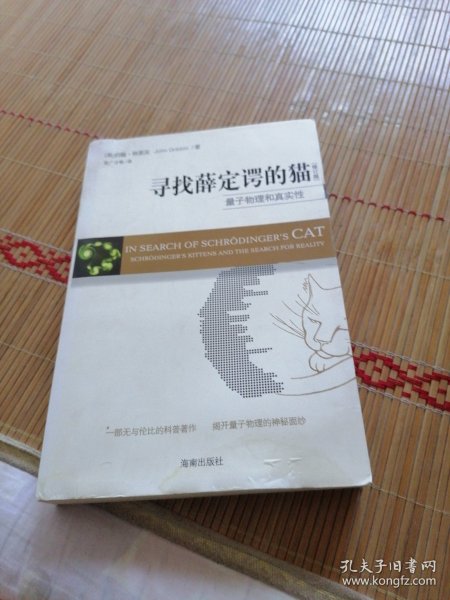 [英]约翰·格里宾 John Gribbin / 著
寻找薛定谔的猫
量子物理和真实性
IN SEARCH OF SCHRÖDINGER'S CAT
SCHRÖDINGER'S KITTENS AND THE SEARCH FOR REALITY
一部无与伦比的科普著作 揭开量子物理的神秘面纱
海南出版社
孔夫子旧书网
www.kongfz.com